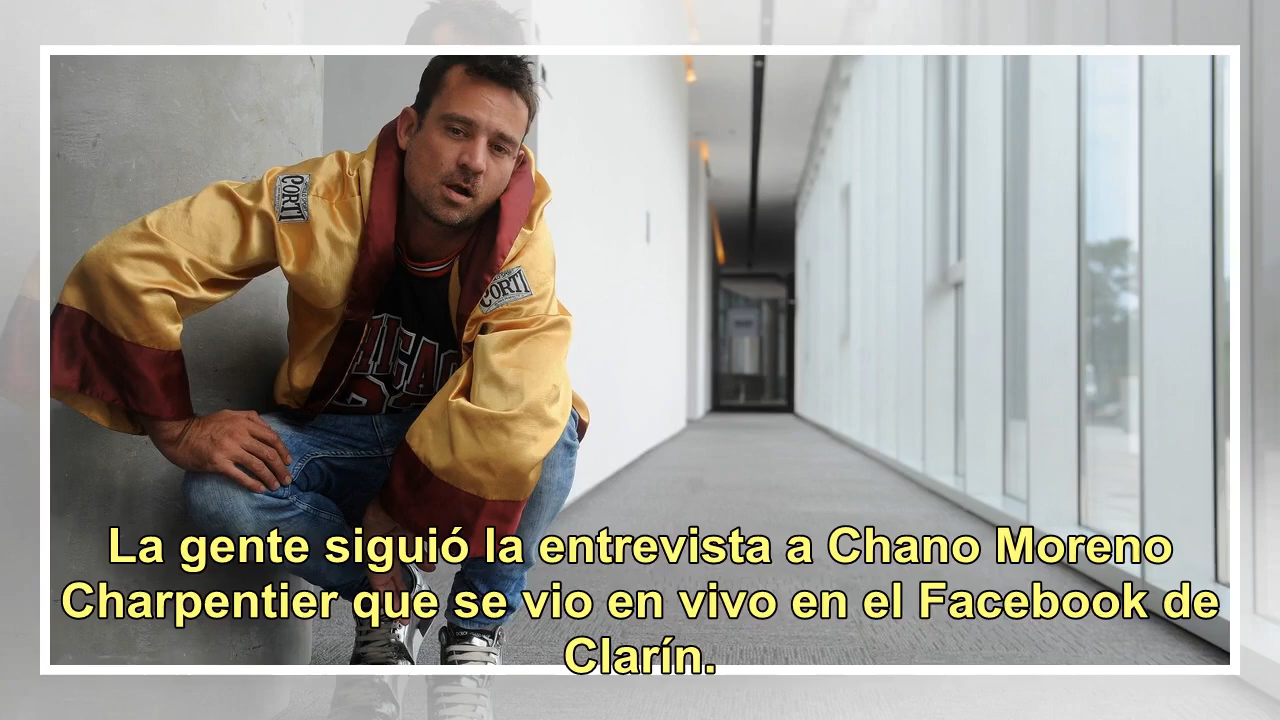 CORTI
CORTI
CHICAG
La gente siguió la entrevista a Chano Moreno
Charpentier que se vio en vivo en el Facebook de
Clarín.